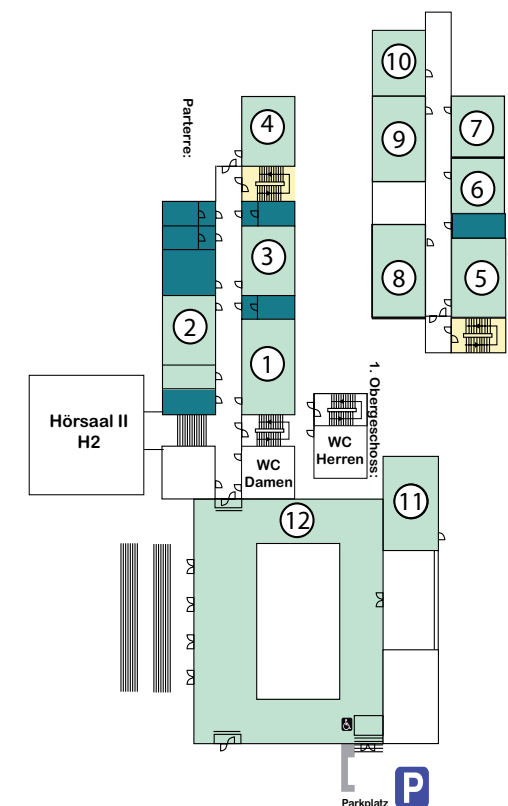 10
4
7
Parterre:
9
6
3
8
5
2
1
1. Obergeschoss:
Hörsaal II
H2
WC
Herren
WC
Damen
11
12
P
Parkplatz